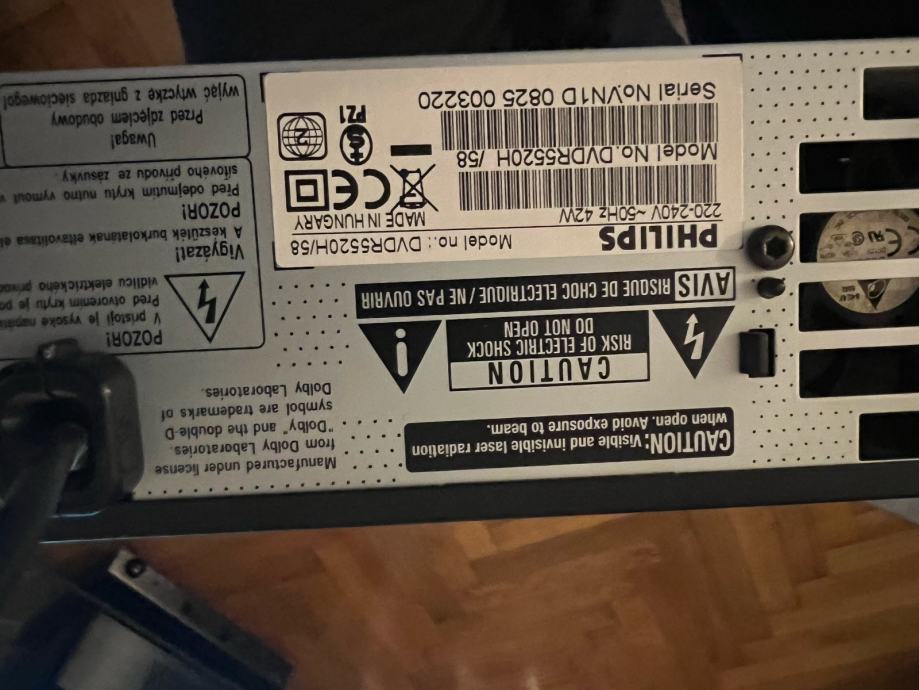 CAUTION: Visible and invisible laser radiation
when open. Avoid exposure to beam.
CAUTION
RISK OF ELECTRIC SHOCK
DO NOT OPEN
AVIS RISQUE DE CHOC ELECTRIQUE / NE PAS OUVRIR
Manufactured under license
from Dolby Laboratories.
"Dolby" and the double-D
symbol are trademarks of
Dolby Laboratories.
PHILIPS
Model no.: DVDR5520H/58
220-240V ~50Hz 42W
MADE IN HUNGARY
CE
Model No. DVDR5520H /58
2
PZ1
Serial No.VN1D 0825 003220
POZOR!
V prístroji je vysoké
Pred otvorením krytu je po
vidlicu elektrického prívodu
Vigyázat!
A készülék burkolatának eltávolítása
POZOR!
Před odejmutím krytu nutno vymout
síťového přívodu ze zásuvky.
Uwaga!
Przed zdjęciem obudowy
wyjąć wtyczkę z gniazda sieciowego!